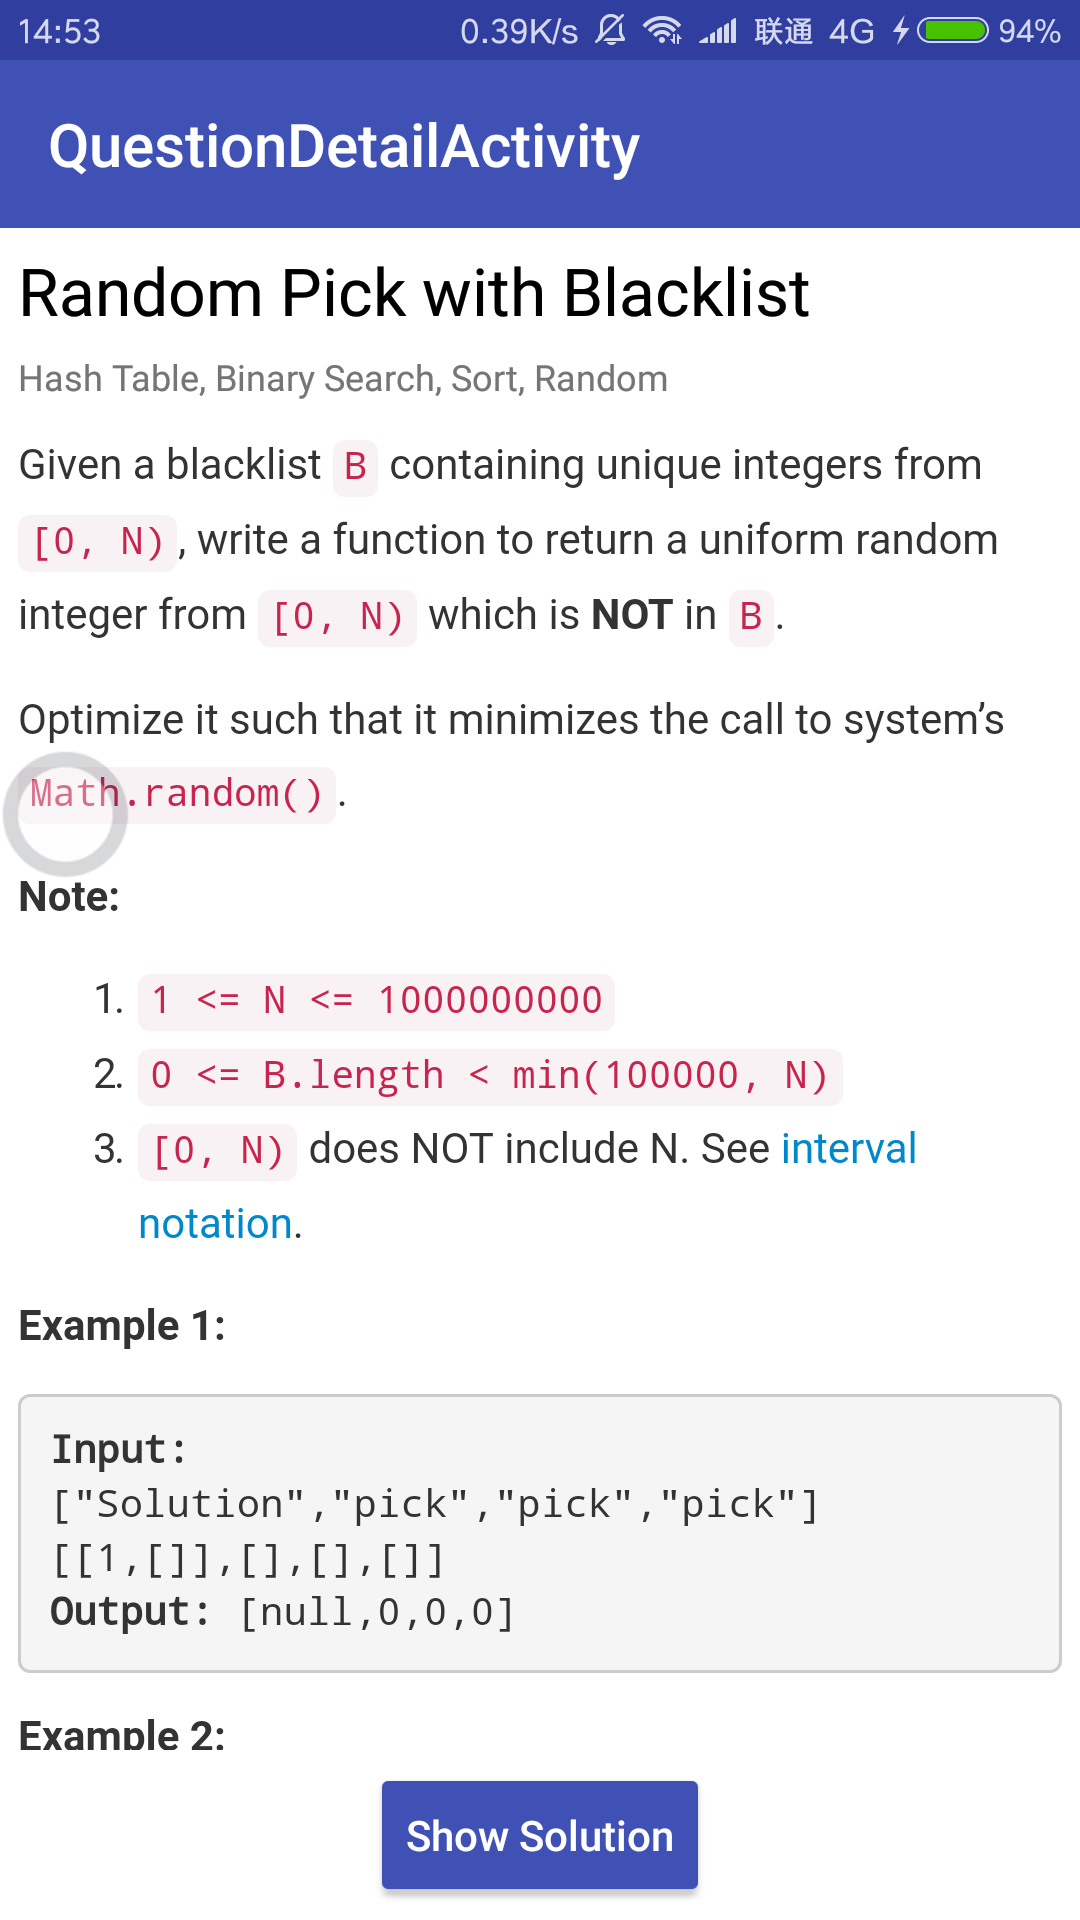 14:53 0.39K/s 联通 4G 94%
QuestionDetailActivity
Random Pick with Blacklist
Hash Table, Binary Search, Sort, Random
Given a blacklist B containing unique integers from
[0, N), write a function to return a uniform random
integer from [0, N) which is NOT in B.
Optimize it such that it minimizes the call to system’s
Math.random().
Note:
1. 1 <= N <= 1000000000
2. 0 <= B.length < min(100000, N)
3. [0, N) does NOT include N. See interval
notation.
Example 1:
Input:
["Solution","pick","pick","pick"]
[[1,[]],[],[],[]]
Output: [null,0,0,0]
Example 2:
Show Solution